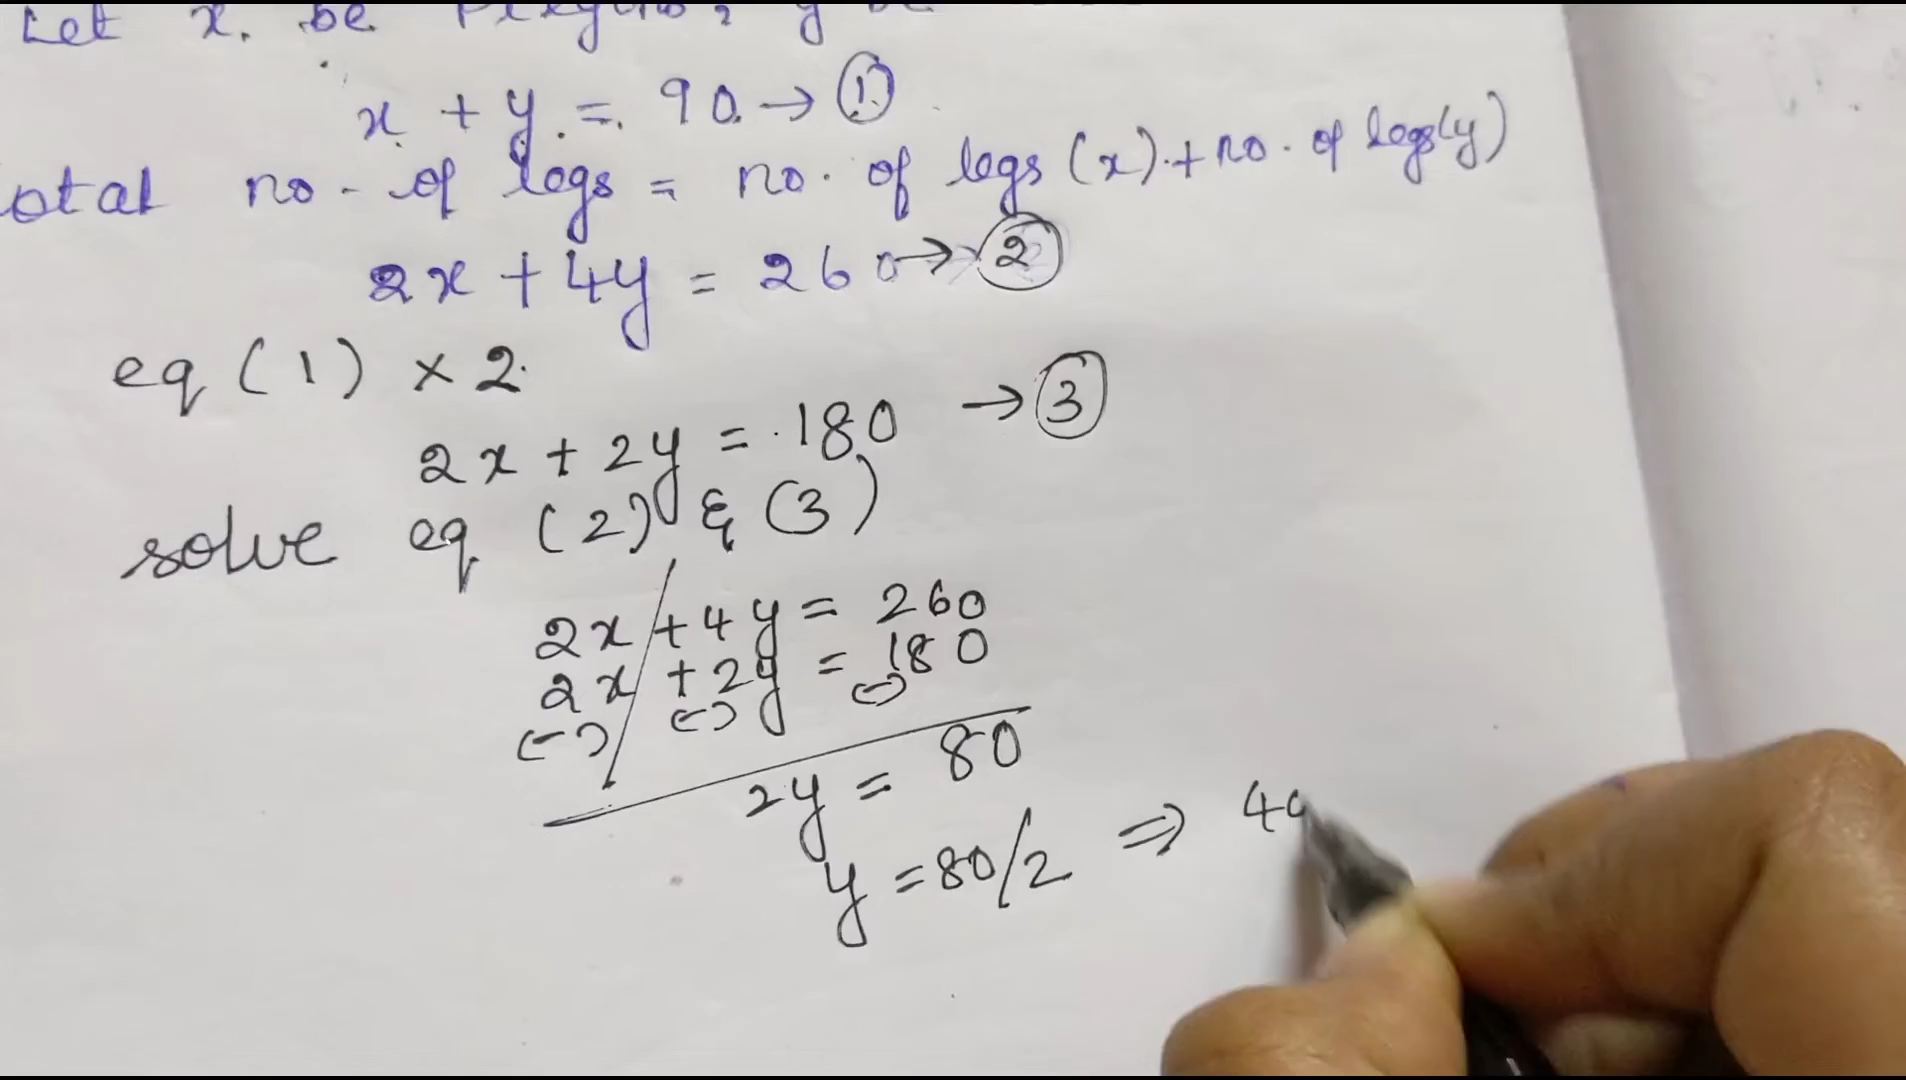 Let x. be
x + y = 90 → ①
otal no. of legs = no. of legs (x) + no. of legs(y)
2x + 4y = 260 → ②
eq (1) × 2
2x + 2y = 180 → ③
solve eq (2) & (3)
2x + 4y = 260
2x + 2y = 180
(-) (-) (-)
2y = 80
y = 80/2 ⇒ 4